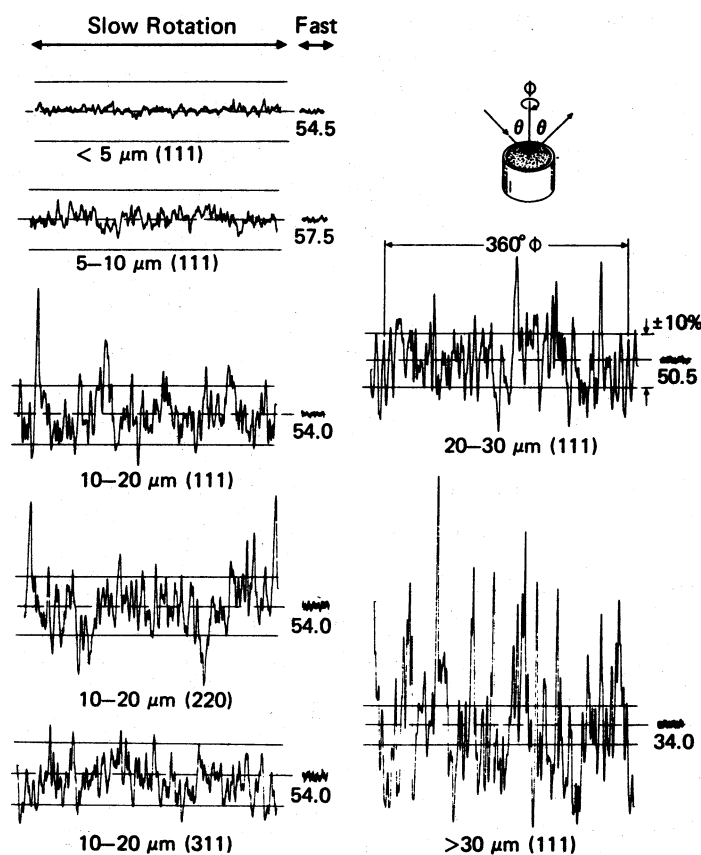 Slow Rotation
Fast
54.5
< 5 μm (111)
57.5
5–10 μm (111)
54.0
10–20 μm (111)
54.0
10–20 μm (220)
54.0
10–20 μm (311)
Φ
θ θ
360° Φ
±10%
50.5
20–30 μm (111)
34.0
>30 μm (111)